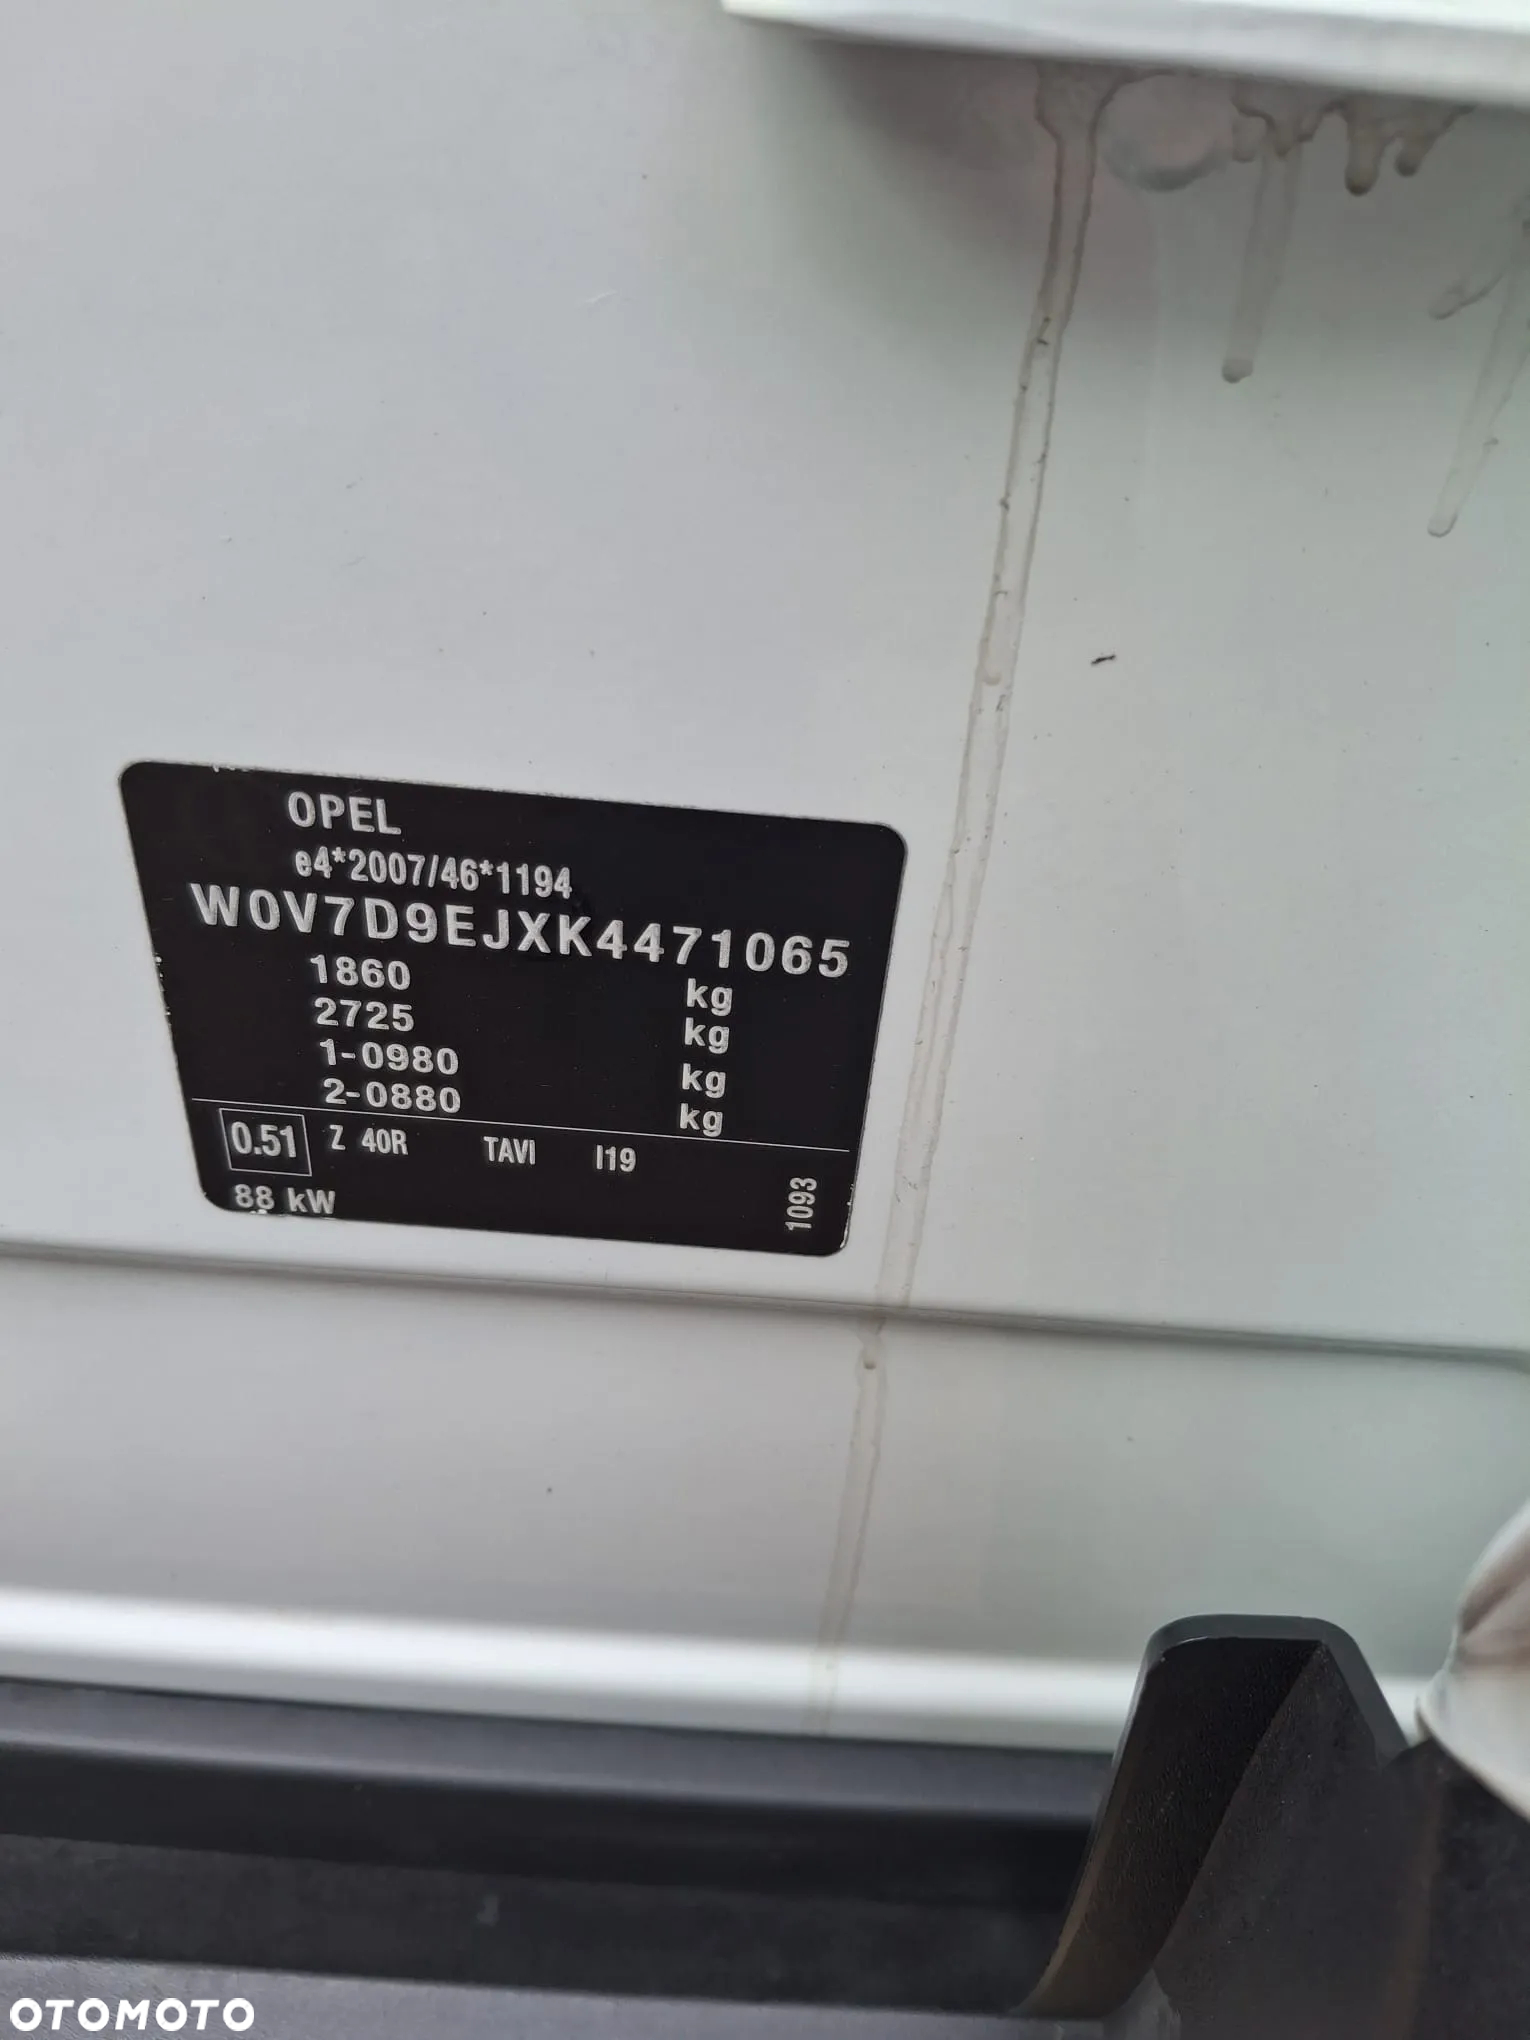 OPEL
e4*2007/46*1194
W0V7D9EJXK4471065
1860 kg
2725 kg
1-0980 kg
2-0880 kg
0.51 Z 40R TAVI I19
88 kW
1093
OTOMOTO